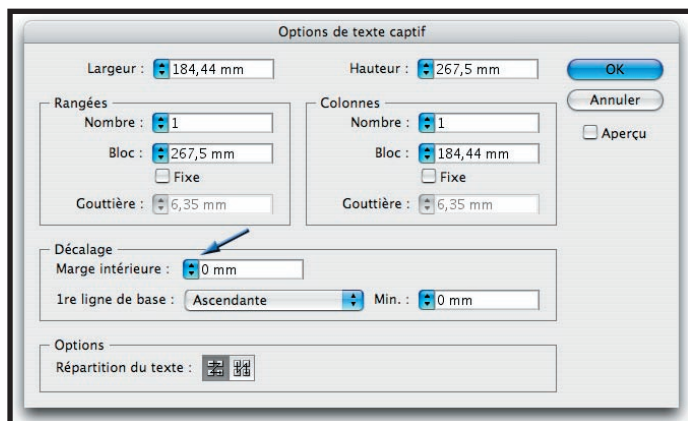 Options de texte captif
Largeur : 184,44 mm Hauteur : 267,5 mm OK
Annuler
Aperçu
Rangées
Nombre : 1
Bloc : 267,5 mm
Fixe
Gouttière : 6,35 mm
Colonnes
Nombre : 1
Bloc : 184,44 mm
Fixe
Gouttière : 6,35 mm
Décalage
Marge intérieure : 0 mm
1re ligne de base : Ascendante Min. : 0 mm
Options
Répartition du texte :